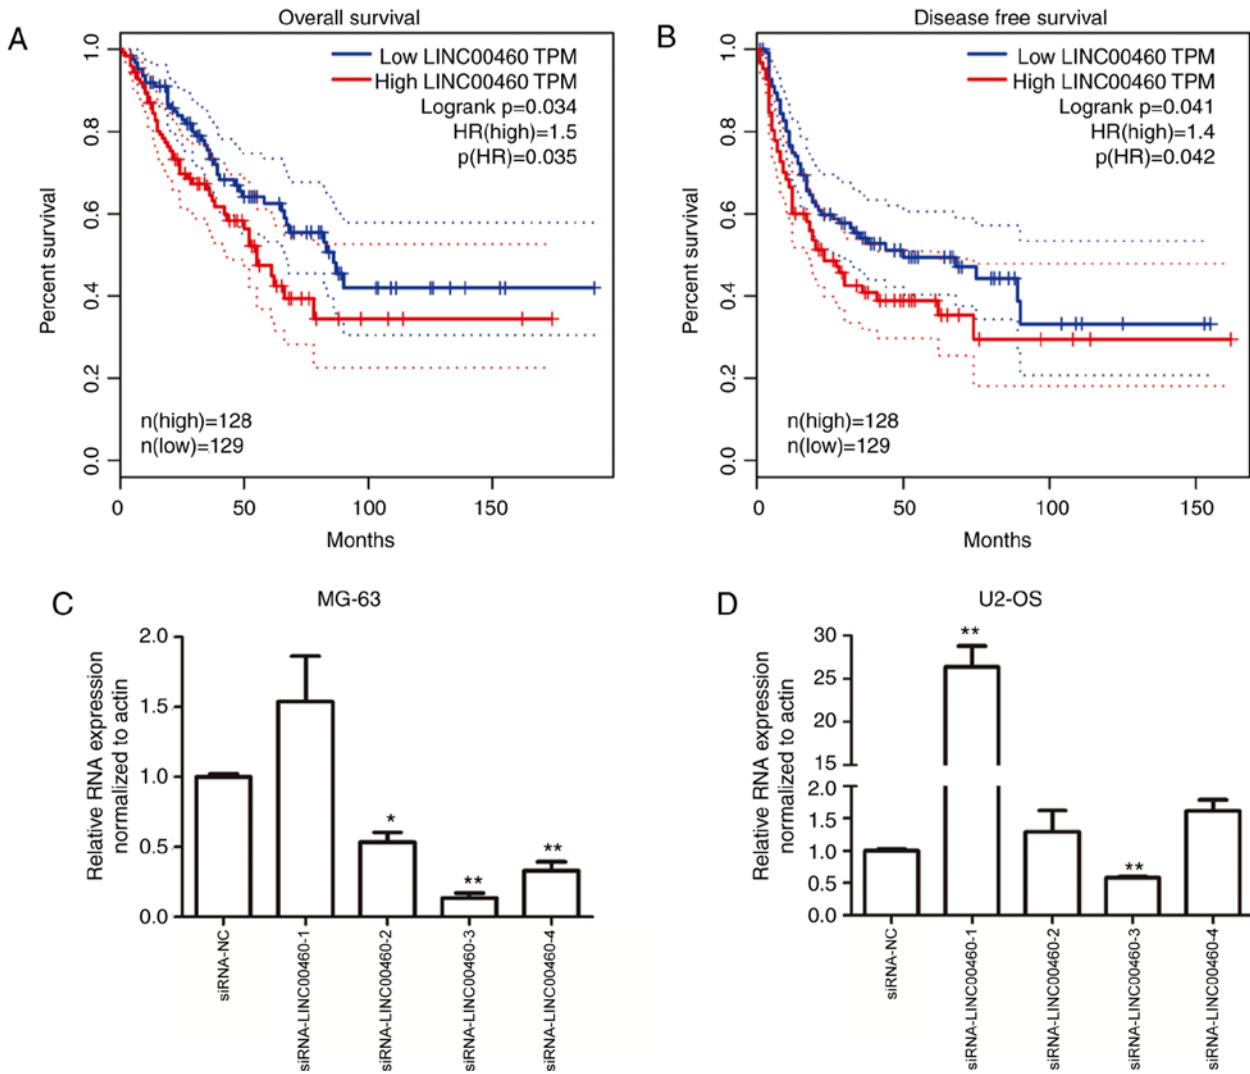 A
Overall survival
Low LINC00460 TPM
High LINC00460 TPM
Logrank p=0.034
HR(high)=1.5
p(HR)=0.035
n(high)=128
n(low)=129
Percent survival
1.0
0.8
0.6
0.4
0.2
0.0
0
50
100
150
Months
B
Disease free survival
Low LINC00460 TPM
High LINC00460 TPM
Logrank p=0.041
HR(high)=1.4
p(HR)=0.042
n(high)=128
n(low)=129
Percent survival
1.0
0.8
0.6
0.4
0.2
0.0
0
50
100
150
Months
C
MG-63
Relative RNA expression
normalized to actin
2.0
1.5
1.0
0.5
0.0
*
**
**
siRNA-NC
siRNA-LINC00460-1
siRNA-LINC00460-2
siRNA-LINC00460-3
siRNA-LINC00460-4
D
U2-OS
Relative RNA expression
normalized to actin
30
25
20
15
2.0
1.5
1.0
0.5
0.0
**
**
siRNA-NC
siRNA-LINC00460-1
siRNA-LINC00460-2
siRNA-LINC00460-3
siRNA-LINC00460-4